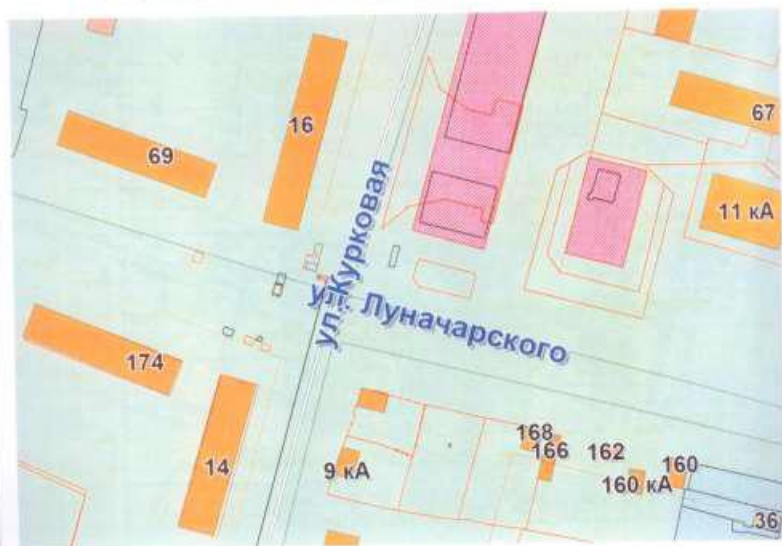 67
16
69
11 кА
ул. Курковая
ул. Луначарского
174
168
166
162
14
9 кА
160 кА
160
36